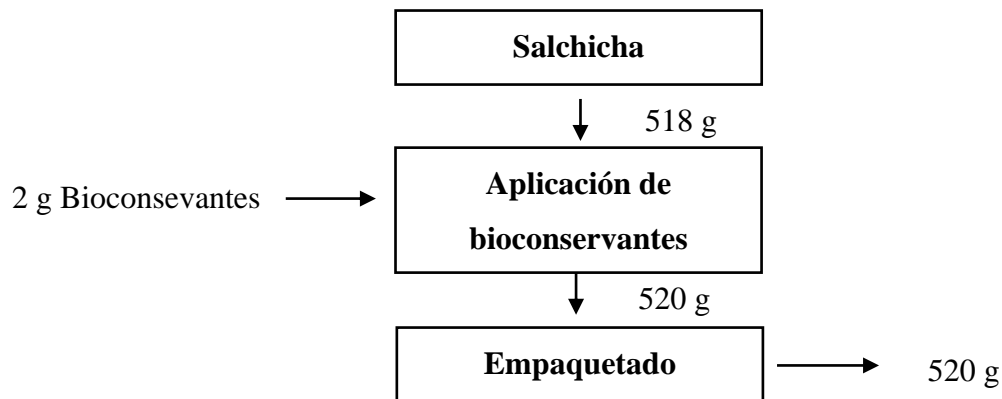 Salchicha
518 g
2 g Bioconsevantes
Aplicación de
bioconservantes
520 g
Empaquetado
520 g